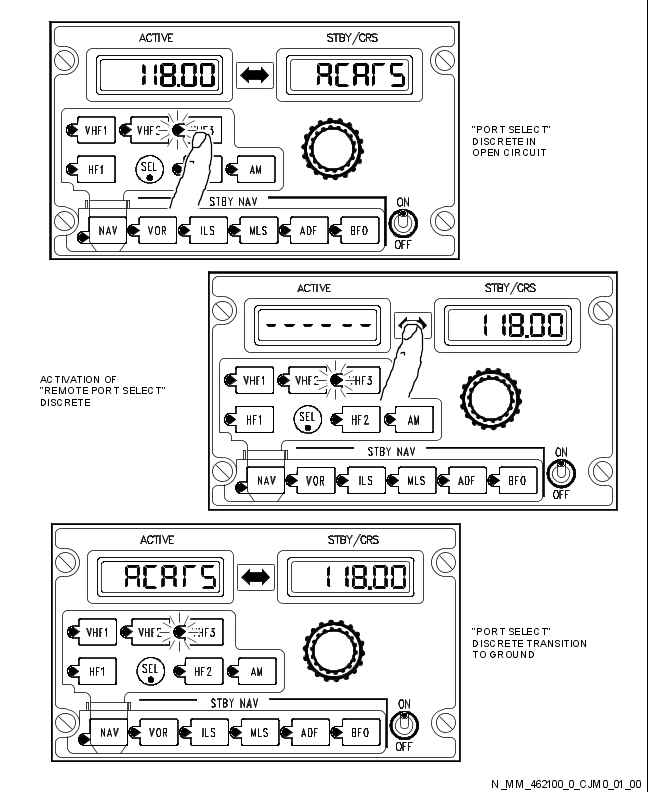 ACTIVE STBY/CRS
118.00 ACARS
VHF1 VHF2 VHF3
HF1 SEL AM
STBY NAV
ON
NAV VOR ILS MLS ADF BFO
OFF
"PORT SELECT"
DISCRETE IN
OPEN CIRCUIT
ACTIVE STBY/CRS
- - - - - - 118.00
VHF1 VHF2 VHF3
HF1 SEL HF2 AM
STBY NAV
ON
NAV VOR ILS MLS ADF BFO
OFF
ACTIVATION OF
"REMOTE PORT SELECT"
DISCRETE
ACTIVE STBY/CRS
ACARS 118.00
VHF1 VHF2 VHF3
HF1 SEL HF2 AM
STBY NAV
ON
NAV VOR ILS MLS ADF BFO
OFF
"PORT SELECT"
DISCRETE TRANSITION
TO GROUND
N_MM_462100_0_CJM0_01_00